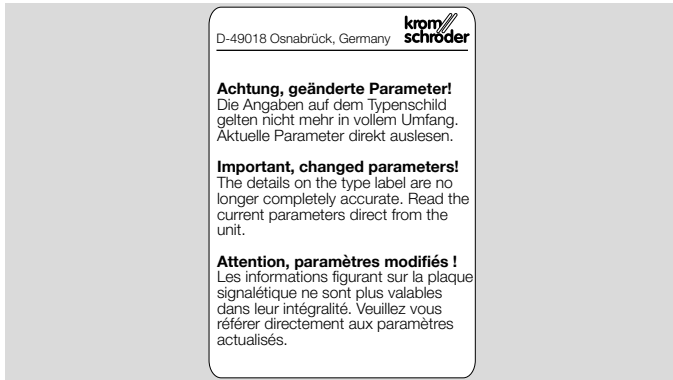 D-49018 Osnabrück, Germany
krom
schröder
Achtung, geänderte Parameter!
Die Angaben auf dem Typenschild
gelten nicht mehr in vollem Umfang.
Aktuelle Parameter direkt auslesen.
Important, changed parameters!
The details on the type label are no
longer completely accurate. Read the
current parameters direct from the
unit.
Attention, paramètres modifiés !
Les informations figurant sur la plaque
signalétique ne sont plus valables
dans leur intégralité. Veuillez vous
référer directement aux paramètres
actualisés.